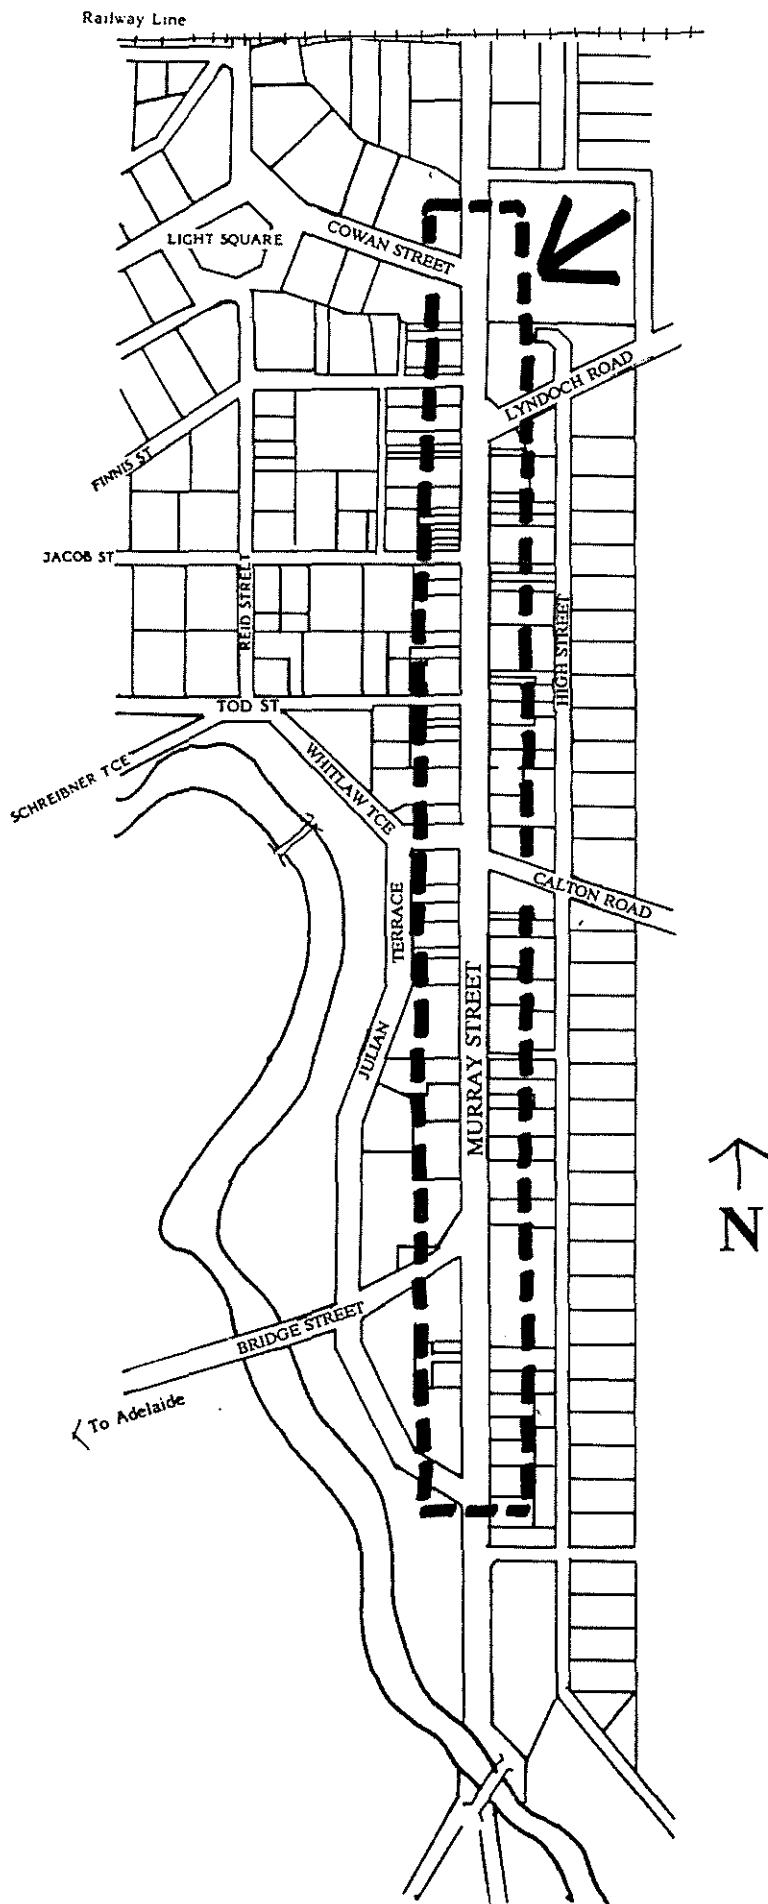 Railway Line
LIGHT SQUARE
COWAN STREET
LYNDOCH ROAD
FINNIS ST
JACOB ST
REID STREET
HIGH STREET
TOD ST
SCHREIBNER TCE
WHITLAW TCE
CALTON ROAD
TERRACE
JULIAN
MURRAY STREET
N
BRIDGE STREET
To Adelaide